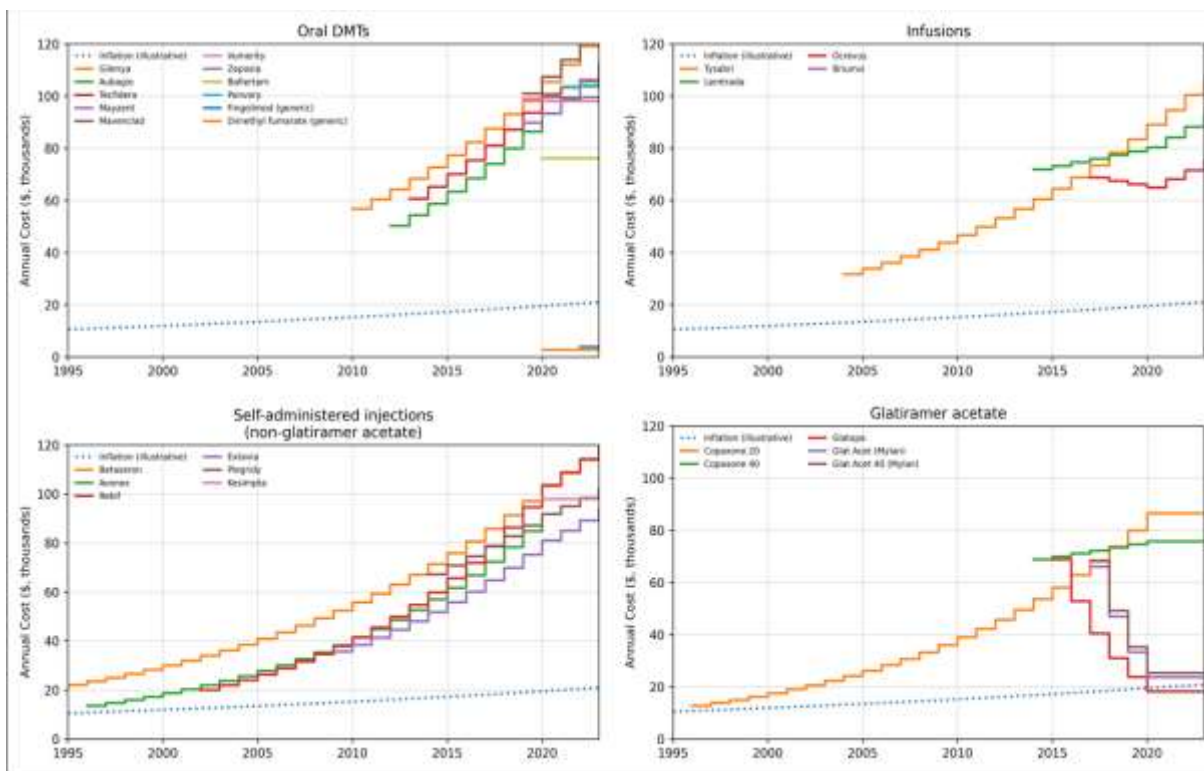 Oral DMTs
120
100
80
60
40
20
0
Annual Cost ($, thousands)
Inflation (illustrative)
Gilenya
Aubagio
Tecfidera
Mayzent
Mavenclad
Vumerity
Zeposia
Bafiertam
Ponvory
Fingolimod (generic)
Dimethyl fumarate (generic)
1995 2000 2005 2010 2015 2020
Infusions
120
100
80
60
40
20
0
Annual Cost ($, thousands)
Inflation (illustrative)
Tysabri
Lemtrada
Ocrevus
Briumvi
1995 2000 2005 2010 2015 2020
Self-administered injections
(non-glatiramer acetate)
120
100
80
60
40
20
0
Annual Cost ($, thousands)
Inflation (illustrative)
Betaseron
Avonex
Rebif
Extavia
Plegridy
Kesimpta
1995 2000 2005 2010 2015 2020
Glatiramer acetate
120
100
80
60
40
20
0
Annual Cost ($, thousands)
Inflation (illustrative)
Copaxone 20
Copaxone 40
Glatopa
Glat Acet (Mylan)
Glat Acet 40 (Mylan)
1995 2000 2005 2010 2015 2020